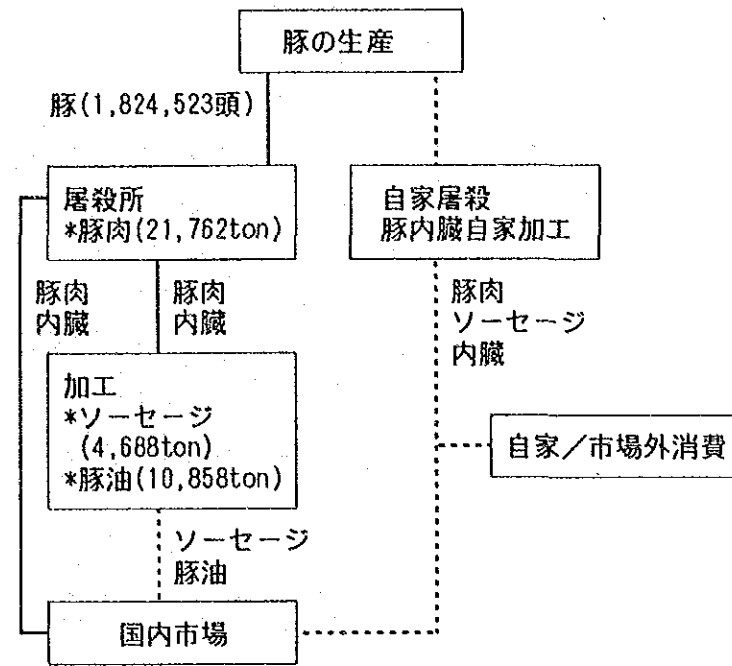 豚の生産
豚(1,824,523頭)
屠殺所
*豚肉(21,762ton)
自家屠殺
豚内臓自家加工
豚肉
内臓
豚肉
内臓
豚肉
ソーセージ
内臓
加工
*ソーセージ
(4,688ton)
*豚油(10,858ton)
自家/市場外消費
ソーセージ
豚油
国内市場